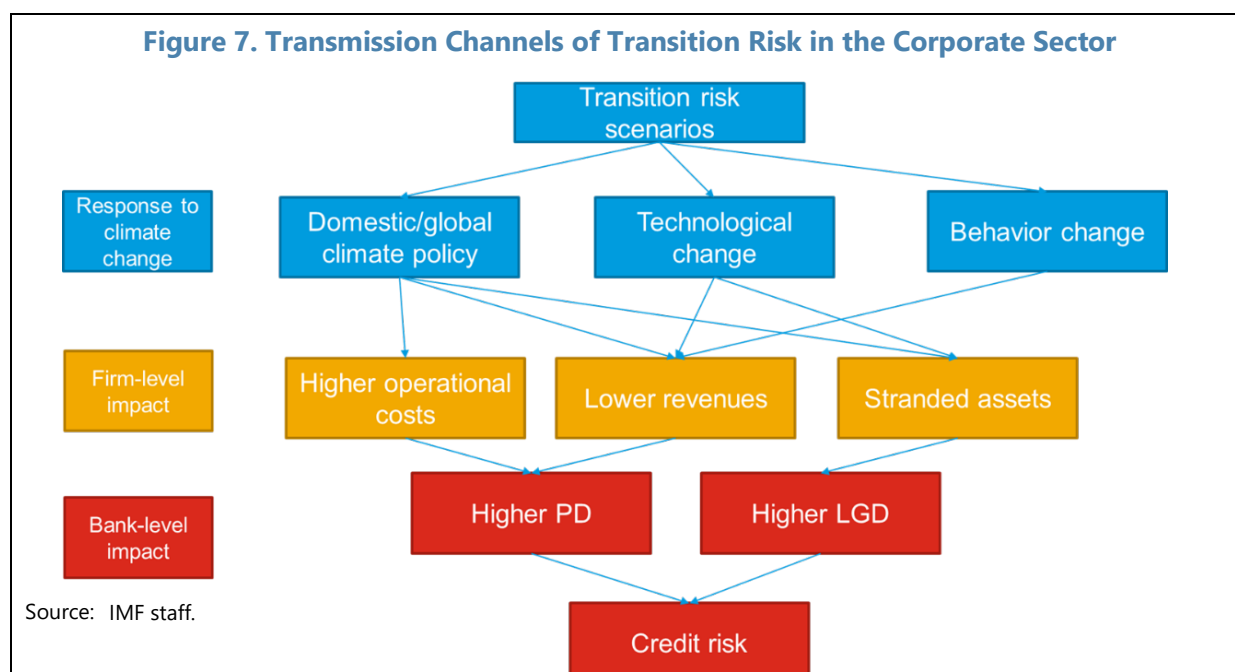 Figure 7. Transmission Channels of Transition Risk in the Corporate Sector
Transition risk
scenarios
Response to
climate
change
Domestic/global
climate policy
Technological
change
Behavior change
Firm-level
impact
Higher operational
costs
Lower revenues
Stranded assets
Bank-level
impact
Higher PD
Higher LGD
Source: IMF staff.
Credit risk